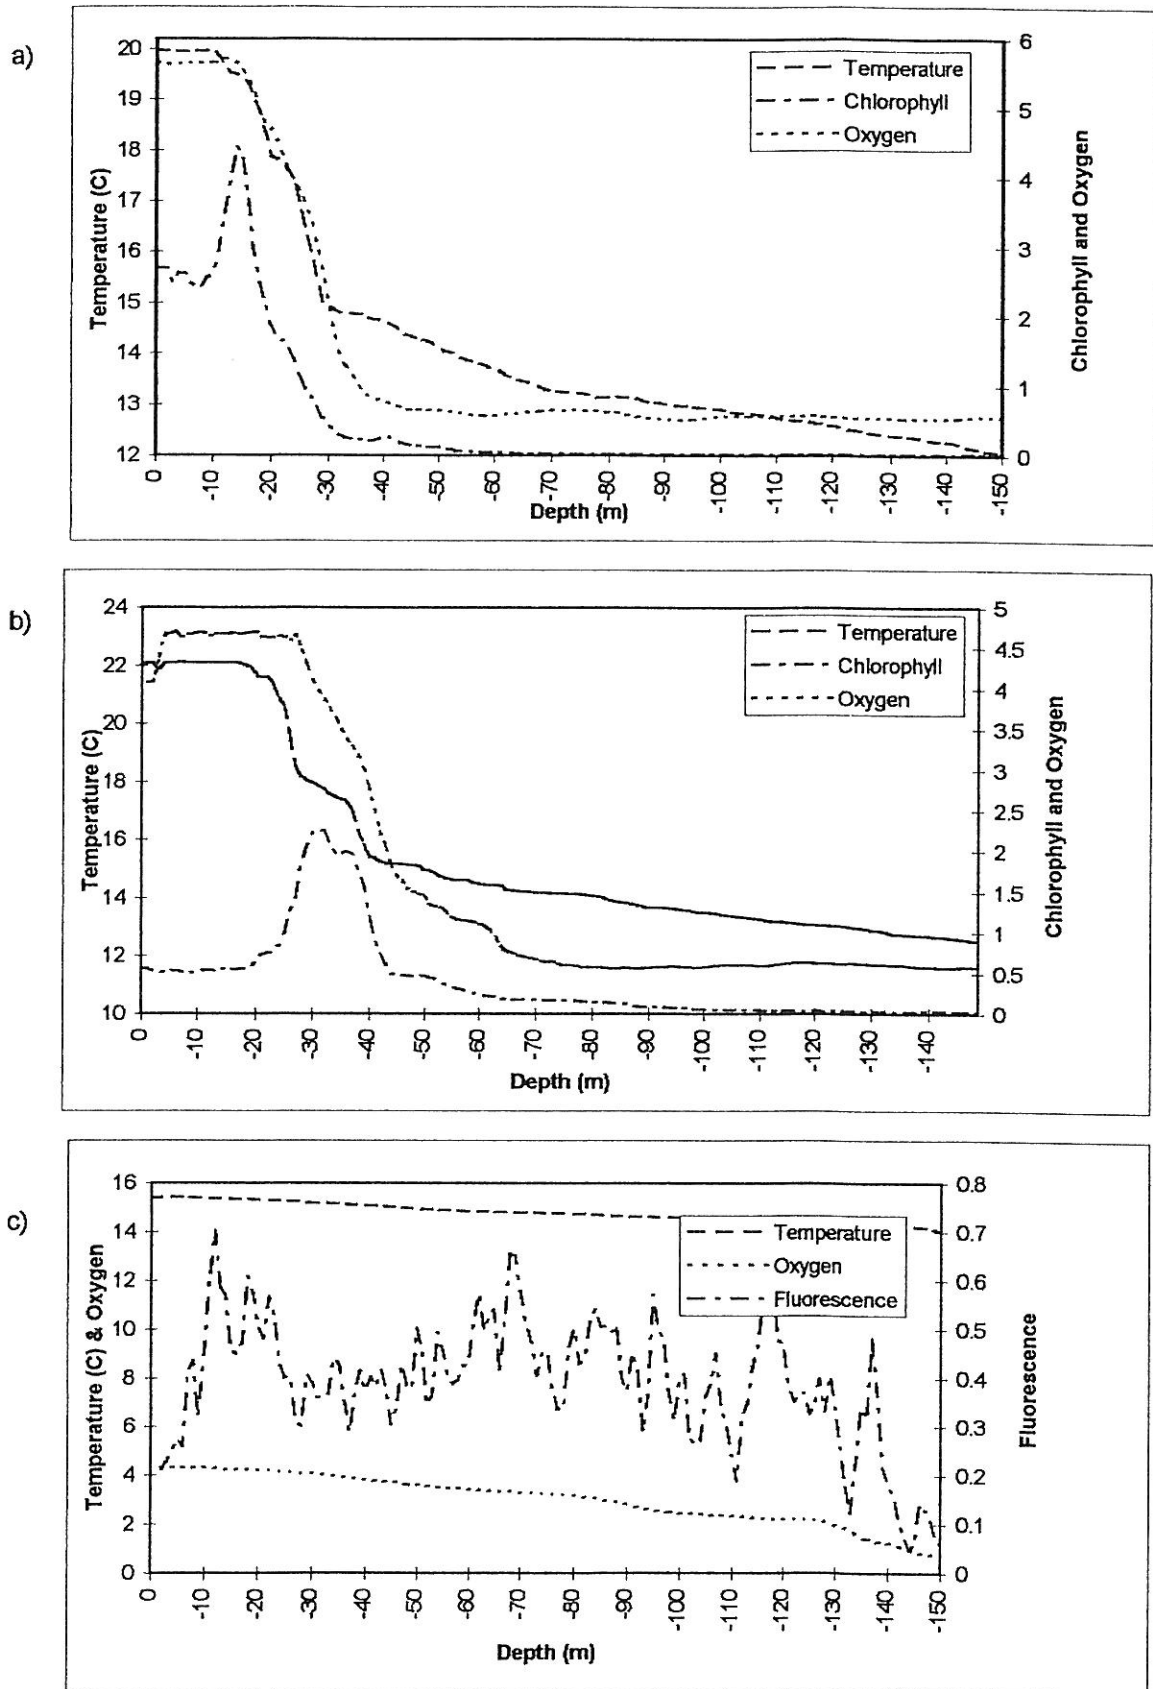 a)
20
19
18
17
16
15
14
13
12
Temperature (C)
Temperature
Chlorophyll
Oxygen
6
5
4
3
2
1
0
Chlorophyll and Oxygen
0 -10 -20 -30 -40 -50 -60 -70 -80 -90 -100 -110 -120 -130 -140 -150
Depth (m)
b)
24
22
20
18
16
14
12
10
Temperature (C)
Temperature
Chlorophyll
Oxygen
5
4.5
4
3.5
3
2.5
2
1.5
1
0.5
0
Chlorophyll and Oxygen
0 -10 -20 -30 -40 -50 -60 -70 -80 -90 -100 -110 -120 -130 -140
Depth (m)
c)
16
14
12
10
8
6
4
2
0
Temperature (C) & Oxygen
Temperature
Oxygen
Fluorescence
0.8
0.7
0.6
0.5
0.4
0.3
0.2
0.1
0
Fluorescence
0 -10 -20 -30 -40 -50 -60 -70 -80 -90 -100 -110 -120 -130 -140 -150
Depth (m)